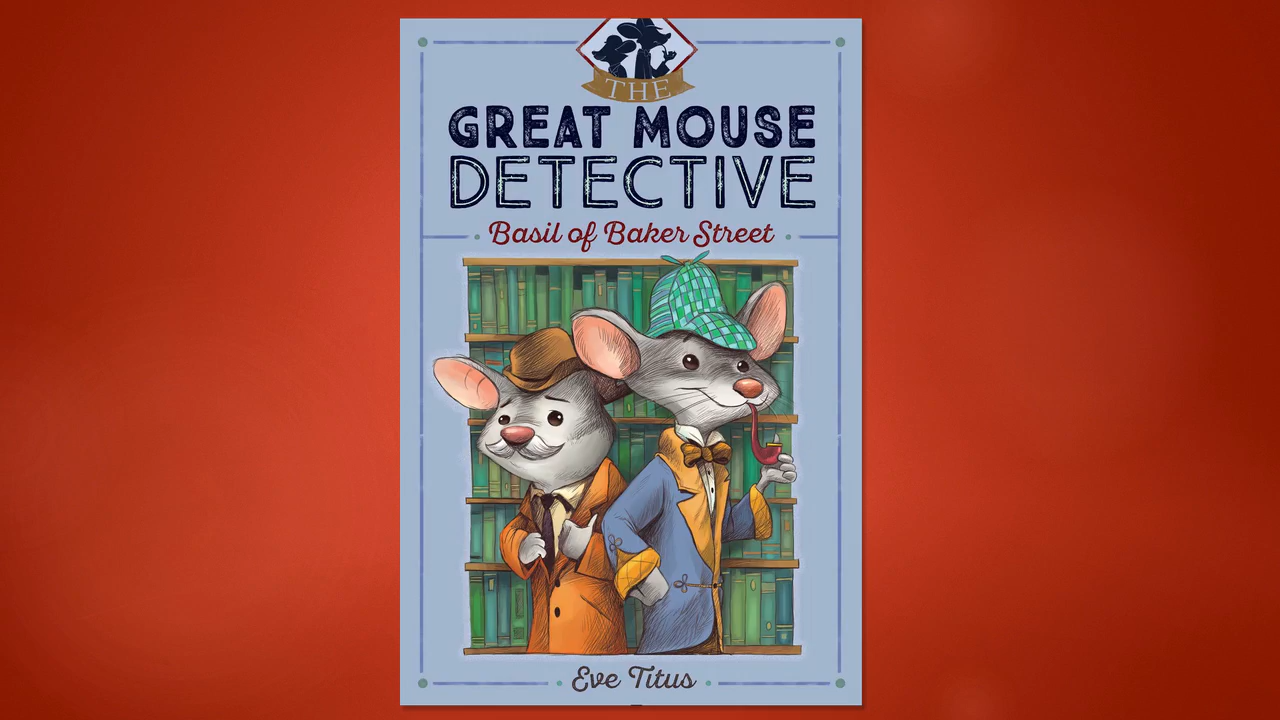 THE
GREAT MOUSE
DETECTIVE
Basil of Baker Street
Eve Titus